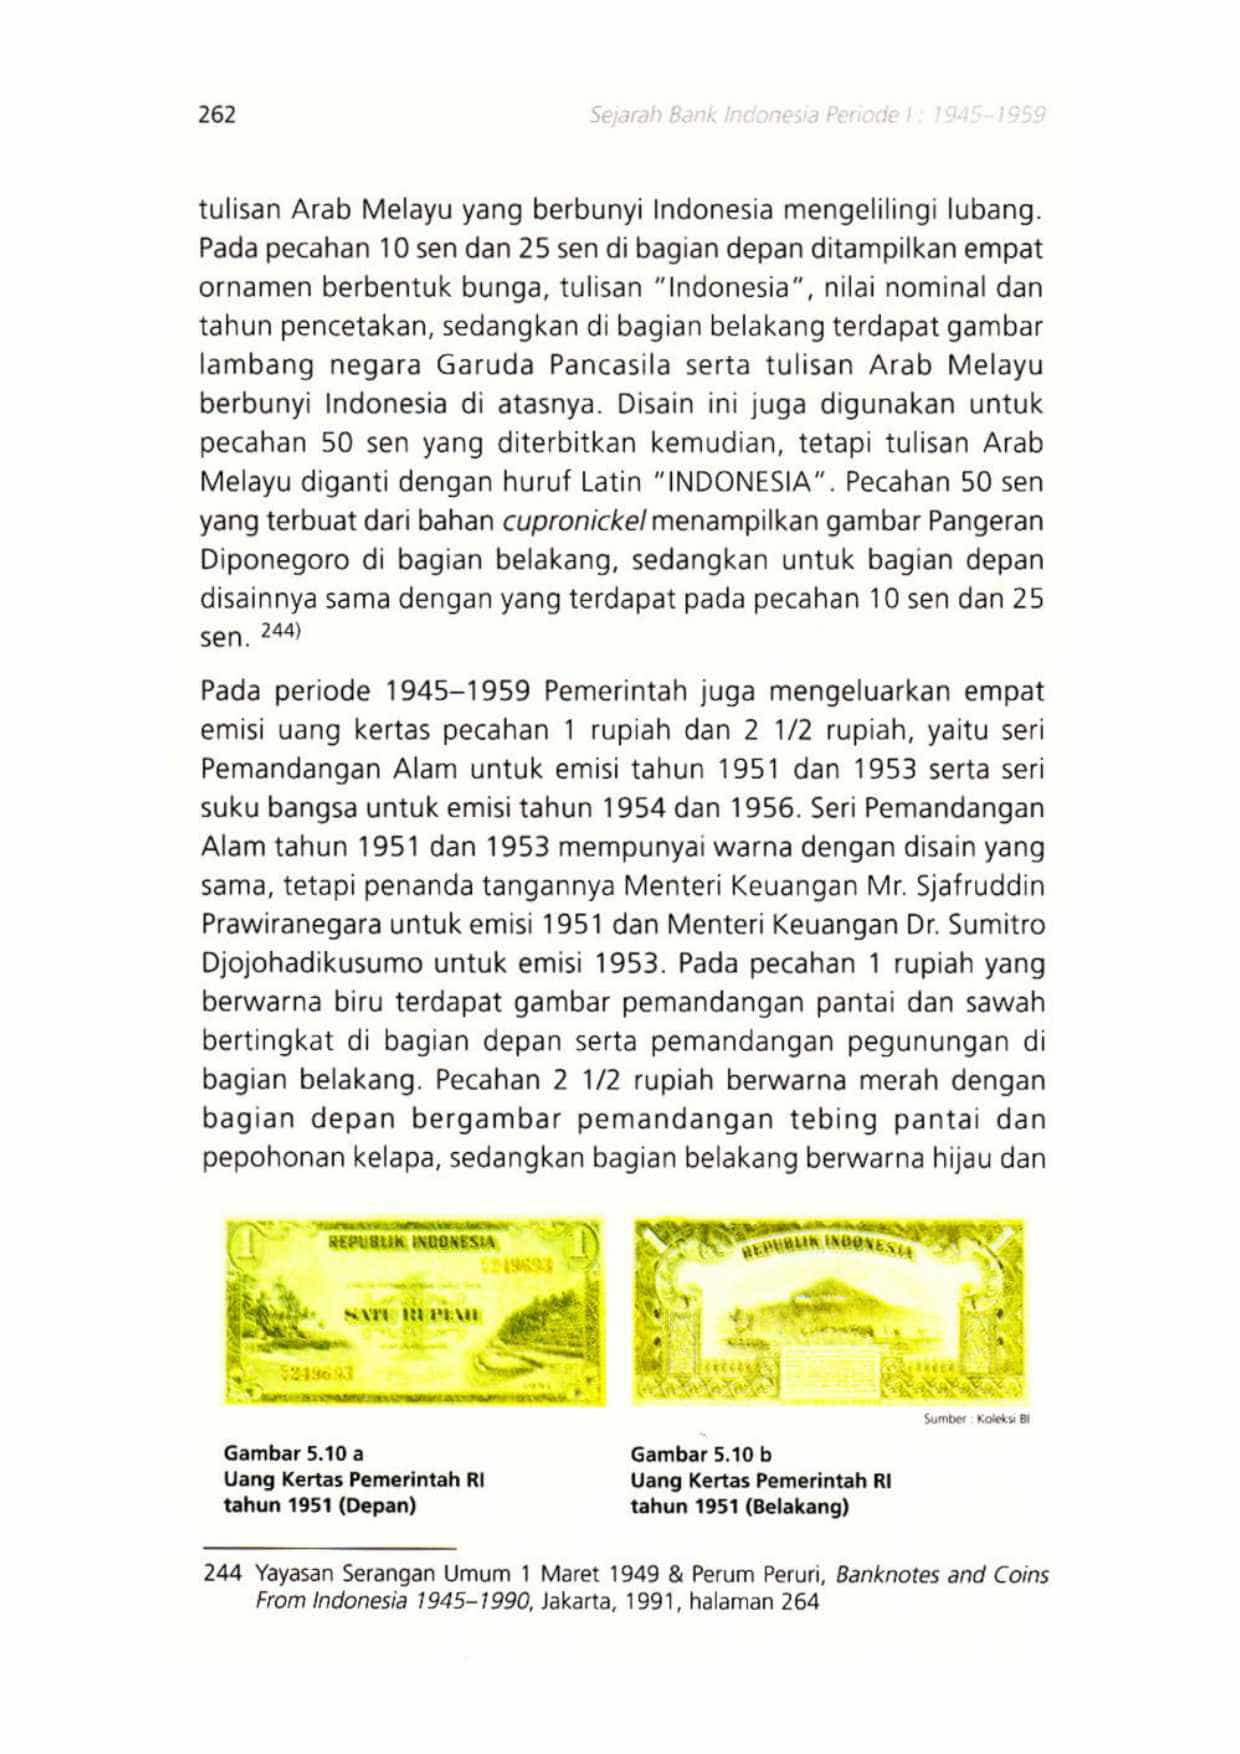 262
Sejarah Bank Indonesia Periode I : 1945–1959
tulisan Arab Melayu yang berbunyi Indonesia mengelilingi lubang.
Pada pecahan 10 sen dan 25 sen di bagian depan ditampilkan empat
ornamen berbentuk bunga, tulisan "Indonesia", nilai nominal dan
tahun pencetakan, sedangkan di bagian belakang terdapat gambar
lambang negara Garuda Pancasila serta tulisan Arab Melayu
berbunyi Indonesia di atasnya. Disain ini juga digunakan untuk
pecahan 50 sen yang diterbitkan kemudian, tetapi tulisan Arab
Melayu diganti dengan huruf Latin "INDONESIA". Pecahan 50 sen
yang terbuat dari bahan cupronickel menampilkan gambar Pangeran
Diponegoro di bagian belakang, sedangkan untuk bagian depan
disainnya sama dengan yang terdapat pada pecahan 10 sen dan 25
sen. 244)
Pada periode 1945–1959 Pemerintah juga mengeluarkan empat
emisi uang kertas pecahan 1 rupiah dan 2 1/2 rupiah, yaitu seri
Pemandangan Alam untuk emisi tahun 1951 dan 1953 serta seri
suku bangsa untuk emisi tahun 1954 dan 1956. Seri Pemandangan
Alam tahun 1951 dan 1953 mempunyai warna dengan disain yang
sama, tetapi penanda tangannya Menteri Keuangan Mr. Sjafruddin
Prawiranegara untuk emisi 1951 dan Menteri Keuangan Dr. Sumitro
Djojohadikusumo untuk emisi 1953. Pada pecahan 1 rupiah yang
berwarna biru terdapat gambar pemandangan pantai dan sawah
bertingkat di bagian depan serta pemandangan pegunungan di
bagian belakang. Pecahan 2 1/2 rupiah berwarna merah dengan
bagian depan bergambar pemandangan tebing pantai dan
pepohonan kelapa, sedangkan bagian belakang berwarna hijau dan
1 REPUBLIK INDONESIA 1
249693
SATU RUPIAH
249693
1951
REPUBLIK INDONESIA
Sumber : Koleksi BI
Gambar 5.10 a
Uang Kertas Pemerintah RI
tahun 1951 (Depan)
Gambar 5.10 b
Uang Kertas Pemerintah RI
tahun 1951 (Belakang)
244 Yayasan Serangan Umum 1 Maret 1949 & Perum Peruri, Banknotes and Coins
From Indonesia 1945–1990, Jakarta, 1991, halaman 264